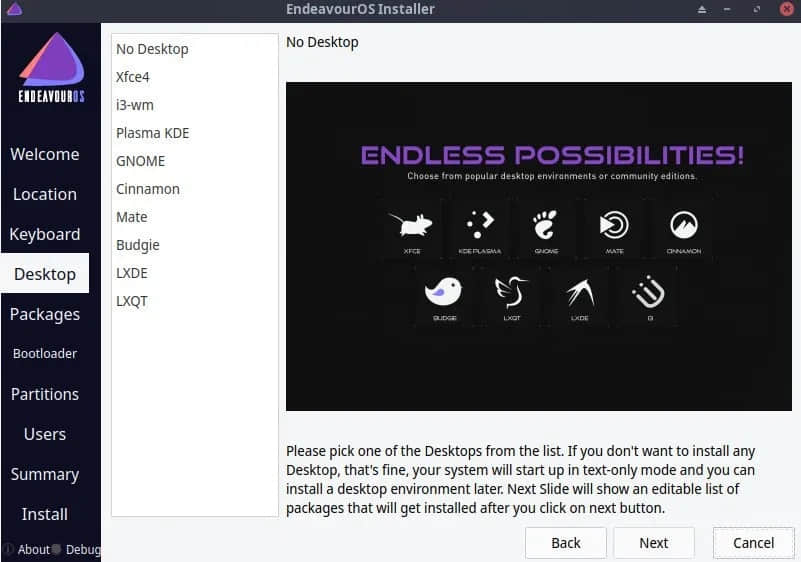 EndeavourOS Installer
ENDEAVOUROS
Welcome
Location
Keyboard
Desktop
Packages
Bootloader
Partitions
Users
Summary
Install
About
Debug
No Desktop
Xfce4
i3-wm
Plasma KDE
GNOME
Cinnamon
Mate
Budgie
LXDE
LXQT
No Desktop
ENDLESS POSSIBILITIES!
Choose from popular desktop environments or community editions.
XFCE
KDE PLASMA
GNOME
MATE
CINNAMON
BUDGIE
LXQT
LXDE
I3
Please pick one of the Desktops from the list. If you don't want to install any
Desktop, that's fine, your system will start up in text-only mode and you can
install a desktop environment later. Next Slide will show an editable list of
packages that will get installed after you click on next button.
Back
Next
Cancel